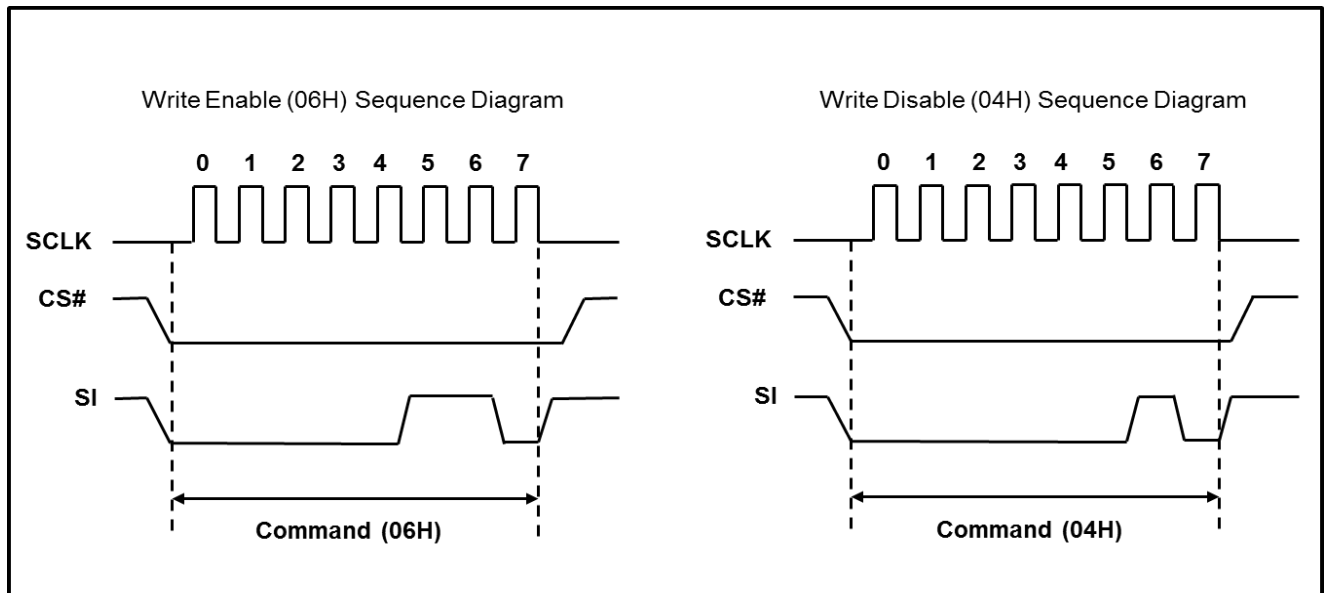 Write Enable (06H) Sequence Diagram
0 1 2 3 4 5 6 7
SCLK
CS#
SI
Command (06H)
Write Disable (04H) Sequence Diagram
0 1 2 3 4 5 6 7
SCLK
CS#
SI
Command (04H)